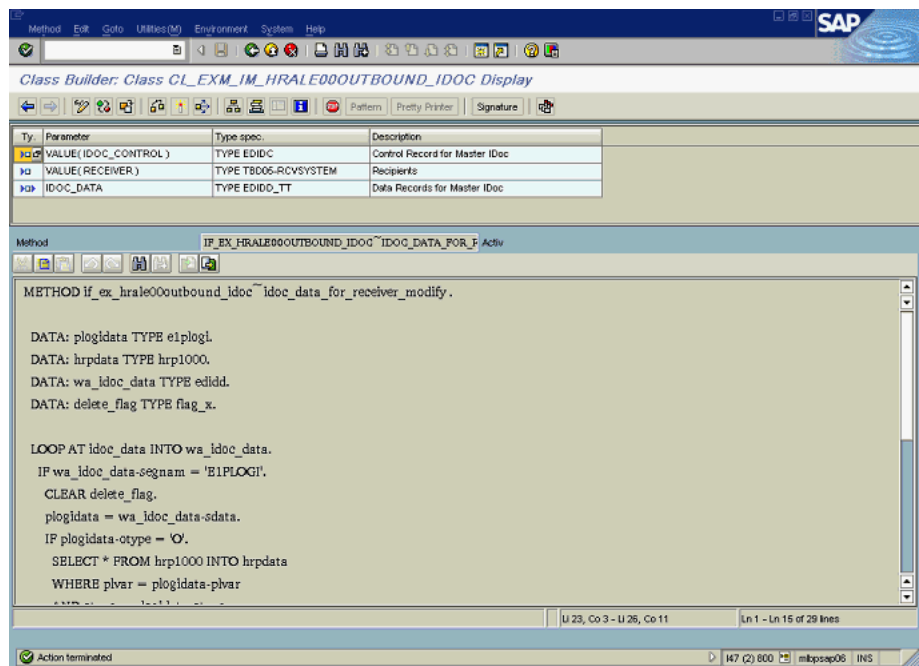 Method Edit Goto Utilities(M) Environment System Help
SAP
Class Builder: Class CL_EXM_IM_HRALE00OUTBOUND_IDOC Display
Pattern Pretty Printer Signature
Ty. Parameter Type spec. Description
VALUE(IDOC_CONTROL) TYPE EDIDC Control Record for Master IDoc
VALUE(RECEIVER) TYPE TBD05-RCVSYSTEM Recipients
IDOC_DATA TYPE EDIDD_TT Data Records for Master IDoc
Method IF_EX_HRALE00OUTBOUND_IDOC~IDOC_DATA_FOR_ Activ
METHOD if_ex_hrale00outbound_idoc~idoc_data_for_receiver_modify.
DATA: plogidata TYPE e1plogi.
DATA: hrpdata TYPE hrp1000.
DATA: wa_idoc_data TYPE edidd.
DATA: delete_flag TYPE flag_x.
LOOP AT idoc_data INTO wa_idoc_data.
IF wa_idoc_data-segnam = 'E1PLOGI'.
CLEAR delete_flag.
plogidata = wa_idoc_data-sdata.
IF plogidata-otype = 'O'.
SELECT * FROM hrp1000 INTO hrpdata
WHERE plvar = plogidata-plvar
Li 23, Co 3 - Li 26, Co 11 Ln 1 - Ln 15 of 29 lines
Action terminated I47 (2) 800 mlopsap06 INS